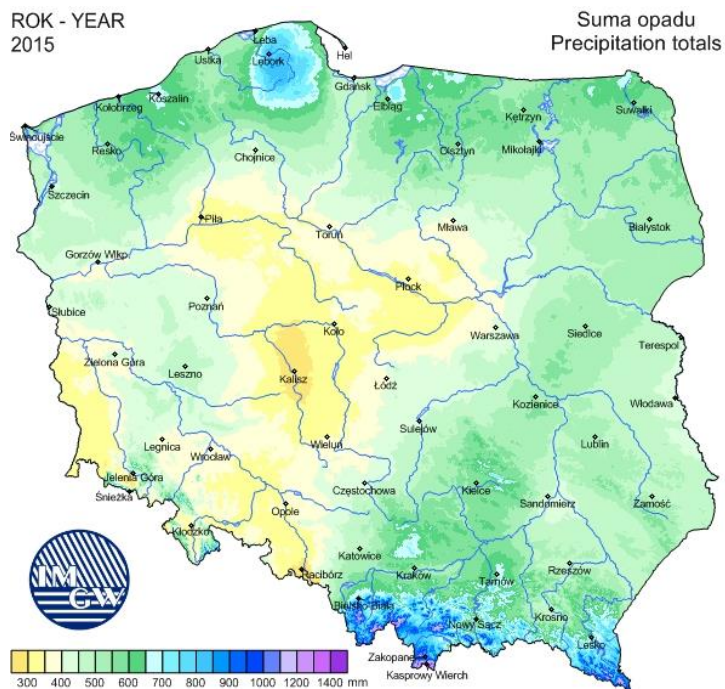 ROK - YEAR
2015
Suma opadu
Precipitation totals
Łeba
Hel
Ustka
Lębork
Gdańsk
Koszalin
Kołobrzeg
Elbląg
Suwałki
Kętrzyn
Świnoujście
Resko
Chojnice
Olsztyn
Mikołajki
Szczecin
Piła
Toruń
Mława
Białystok
Gorzów Wlkp.
Płock
Słubice
Poznań
Koło
Warszawa
Siedlce
Terespol
Zielona Góra
Leszno
Kalisz
Łódź
Kozienice
Włodawa
Sulejów
Legnica
Wrocław
Wieluń
Lublin
Jelenia Góra
Śnieżka
Częstochowa
Kielce
Sandomierz
Zamość
Opole
Kłodzko
Katowice
Racibórz
Kraków
Tarnów
Rzeszów
Bielsko Biała
Nowy Sącz
Krosno
Lesko
Zakopane
Kasprowy Wierch
IM
GW
300 400 500 600 700 800 900 1000 1200 1400 mm